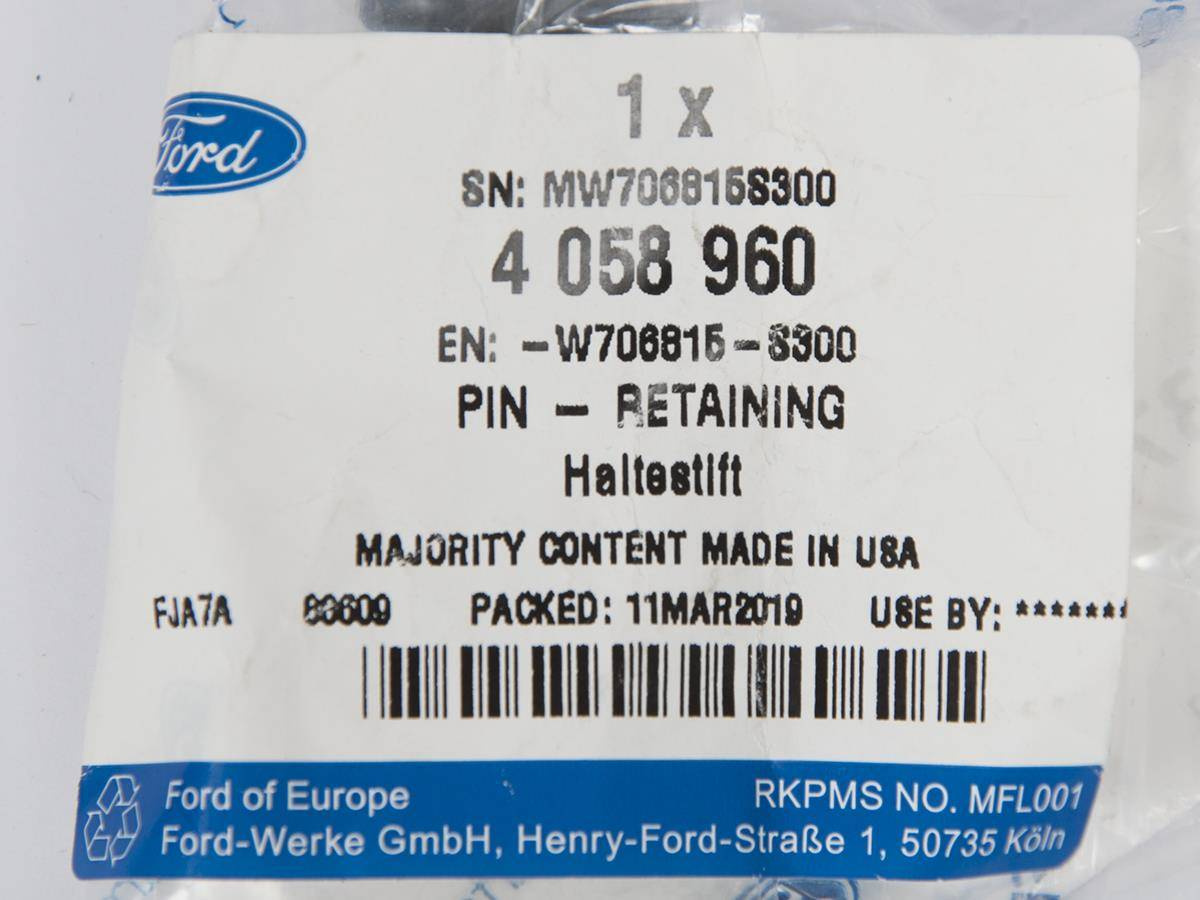 1 x
Ford
SN: MW706815S300
4 058 960
EN: -W706815-S300
PIN - RETAINING
Haltestift
MAJORITY CONTENT MADE IN USA
FJA7A 86609 PACKED: 11MAR2019 USE BY: *******
Ford of Europe RKPMS NO. MFL001
Ford-Werke GmbH, Henry-Ford-Straße 1, 50735 Köln